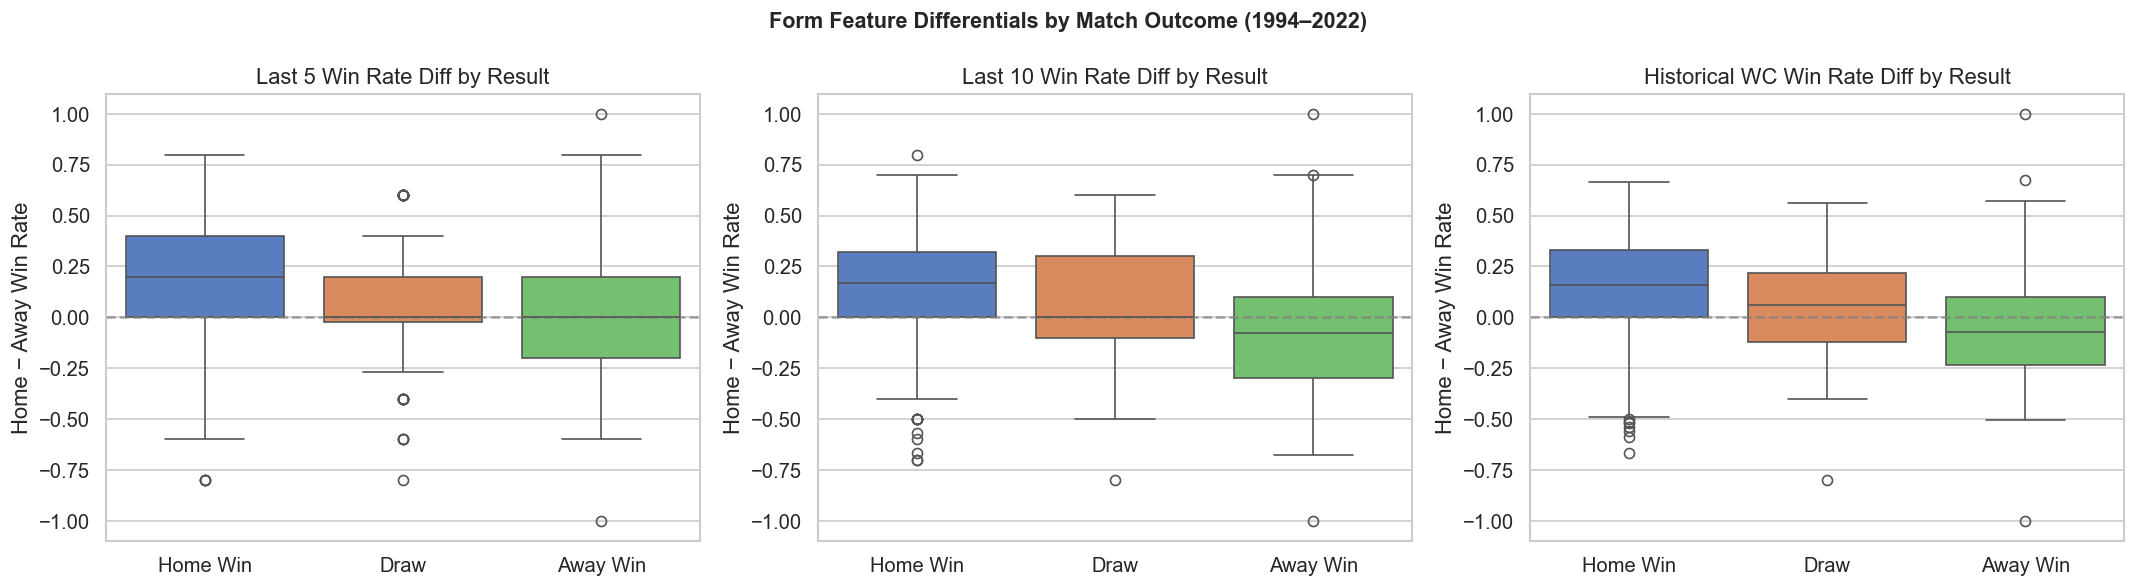 Form Feature Differentials by Match Outcome (1994–2022)
Last 5 Win Rate Diff by Result
Home − Away Win Rate
1.00
0.75
0.50
0.25
0.00
−0.25
−0.50
−0.75
−1.00
Home Win
Draw
Away Win
Last 10 Win Rate Diff by Result
Home − Away Win Rate
1.00
0.75
0.50
0.25
0.00
−0.25
−0.50
−0.75
−1.00
Home Win
Draw
Away Win
Historical WC Win Rate Diff by Result
Home − Away Win Rate
1.00
0.75
0.50
0.25
0.00
−0.25
−0.50
−0.75
−1.00
Home Win
Draw
Away Win